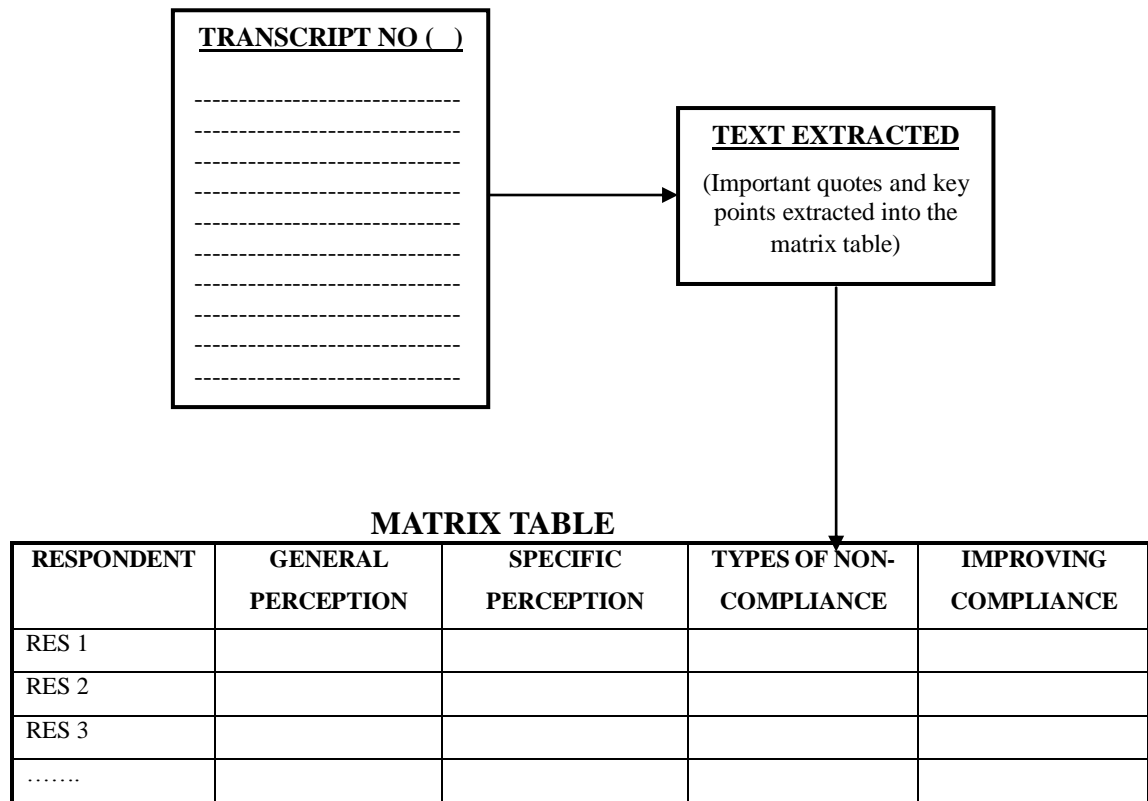 TRANSCRIPT NO (   )
------------------------------
------------------------------
------------------------------
------------------------------
------------------------------
------------------------------
------------------------------
------------------------------
------------------------------
------------------------------
TEXT EXTRACTED
(Important quotes and key
points extracted into the
matrix table)
MATRIX TABLE
RESPONDENT GENERAL PERCEPTION SPECIFIC PERCEPTION TYPES OF NON-COMPLIANCE IMPROVING COMPLIANCE
RES 1
RES 2
RES 3
…….